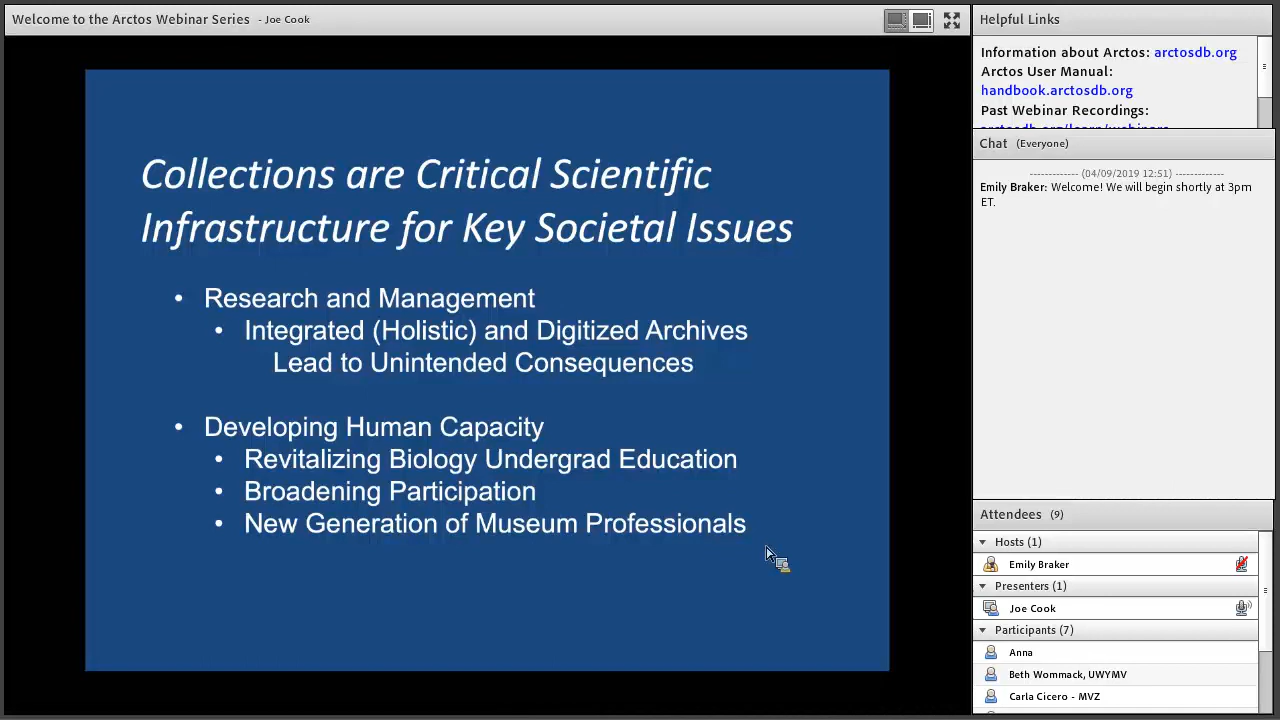 Welcome to the Arctos Webinar Series - Joe Cook
Collections are Critical Scientific
Infrastructure for Key Societal Issues
• Research and Management
• Integrated (Holistic) and Digitized Archives
Lead to Unintended Consequences
• Developing Human Capacity
• Revitalizing Biology Undergrad Education
• Broadening Participation
• New Generation of Museum Professionals
Helpful Links
Information about Arctos: arctosdb.org
Arctos User Manual:
handbook.arctosdb.org
Past Webinar Recordings:
arctosdb.org/learn/webinars
Chat (Everyone)
------------- (04/09/2019 12:51) -------------
Emily Braker: Welcome! We will begin shortly at 3pm
ET.
Attendees (9)
Hosts (1)
Emily Braker
Presenters (1)
Joe Cook
Participants (7)
Anna
Beth Wommack, UWYMV
Carla Cicero - MVZ